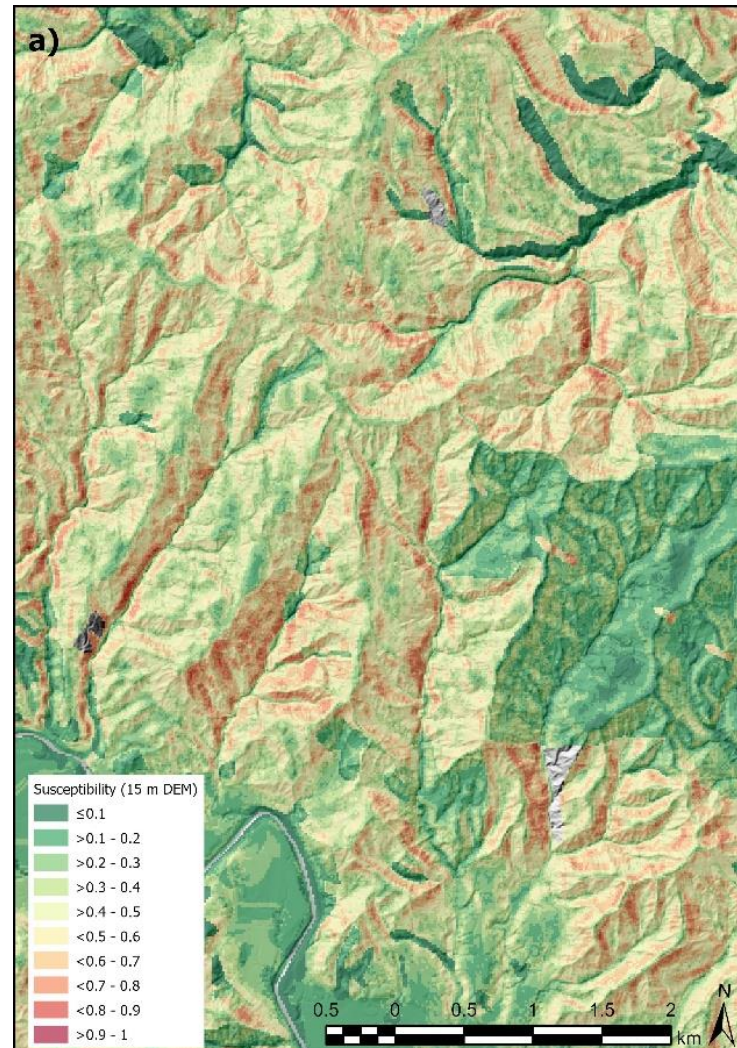 a)
Susceptibility (15 m DEM)
≤0.1
>0.1 - 0.2
>0.2 - 0.3
>0.3 - 0.4
>0.4 - 0.5
<0.5 - 0.6
<0.6 - 0.7
<0.7 - 0.8
<0.8 - 0.9
>0.9 - 1
N
0.5 0 0.5 1 1.5 2
km